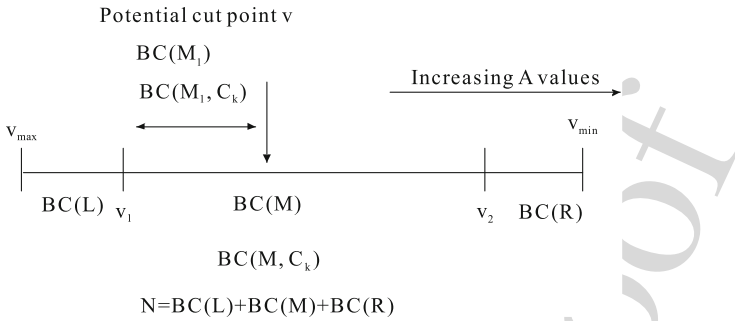 Potential cut point v
BC(M₁)
BC(M₁, Cₖ)
Increasing A values
vₘₐₓ
vₘᵢₙ
BC(L)
v₁
BC(M)
v₂
BC(R)
BC(M, Cₖ)
N=BC(L)+BC(M)+BC(R)